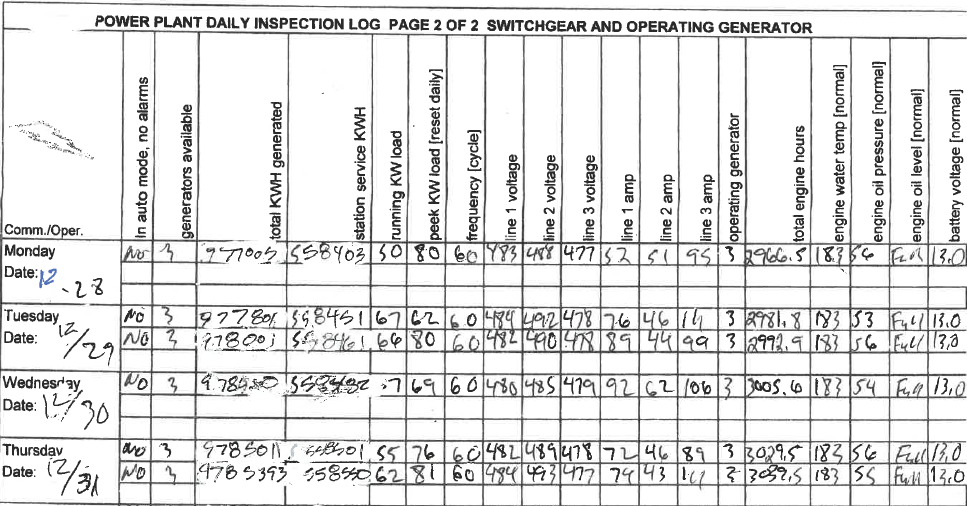 POWER PLANT DAILY INSPECTION LOG PAGE 2 OF 2 SWITCHGEAR AND OPERATING GENERATOR
Comm./Oper. In auto mode, no alarms generators available total KWH generated station service KWH running KW load peek KW load [reset daily] frequency [cycle] line 1 voltage line 2 voltage line 3 voltage line 1 amp line 2 amp line 3 amp operating generator total engine hours engine water temp [normal] engine oil pressure [normal] engine oil level [normal] battery voltage [normal]
Monday NO 3 977005 558403 50 80 60 483 488 477 52 51 95 3 2966.5 183 56 Full 13.0
Date: 12-28
Tuesday NO 3 977801 558451 67 62 60 484 492 478 76 46 3 2981.8 183 53 Full 13.0
Date: 12/29 NO 3 978001 558461 66 80 60 482 490 478 89 44 99 3 2992.9 183 56 Full 13.0
Wednesday NO 3 69 60 480 485 479 92 62 106 3 3005.6 183 54 Full 13.0
Date: 12/30
Thursday NO 3 9785011 558501 55 76 60 482 489 478 72 46 89 3 3029.5 183 56 Full 13.0
Date: 12/31 NO 3 9785393 558550 62 81 60 484 493 477 74 43 3039.5 183 55 Full 13.0